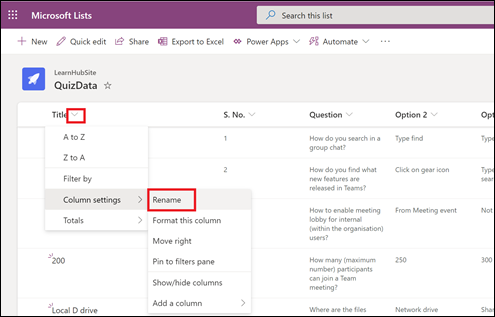 Microsoft Lists
Search this list
New Quick edit Share Export to Excel Power Apps Automate ...
LearnHubSite
QuizData
Title S. No. Question Option 2 Opt
A to Z
Z to A
Filter by
Column settings
Totals
Rename
Format this column
Move right
Pin to filters pane
Show/hide columns
Add a column
1 How do you search in a Type find Type
group chat?
2 How do you find what Click on gear icon Click
new features are
released in Teams?
How to enable meeting From Meeting event Not
lobby for internal
(within the organisation)
users?
200 How many (maximum 250 300
number) participants
can join a Team
meeting?
Local D drive Where are the files Network drive Shar